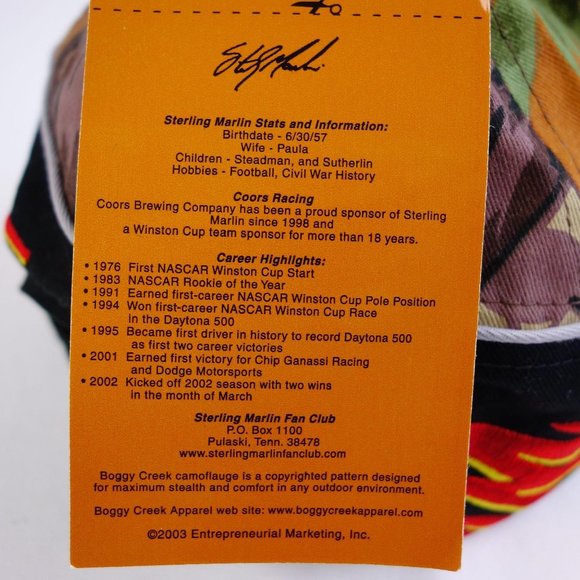 Sterling Marlin
Sterling Marlin Stats and Information:
Birthdate - 6/30/57
Wife - Paula
Children - Steadman, and Sutherlin
Hobbies - Football, Civil War History
Coors Racing
Coors Brewing Company has been a proud sponsor of Sterling
Marlin since 1998 and
a Winston Cup team sponsor for more than 18 years.
Career Highlights:
• 1976 First NASCAR Winston Cup Start
• 1983 NASCAR Rookie of the Year
• 1991 Earned first-career NASCAR Winston Cup Pole Position
• 1994 Won first-career NASCAR Winston Cup Race
in the Daytona 500
• 1995 Became first driver in history to record Daytona 500
as first two career victories
• 2001 Earned first victory for Chip Ganassi Racing
and Dodge Motorsports
• 2002 Kicked off 2002 season with two wins
in the month of March
Sterling Marlin Fan Club
P.O. Box 1100
Pulaski, Tenn. 38478
www.sterlingmarlinfanclub.com
Boggy Creek camoflauge is a copyrighted pattern designed
for maximum stealth and comfort in any outdoor environment.
Boggy Creek Apparel web site: www.boggycreekapparel.com
©2003 Entrepreneurial Marketing, Inc.